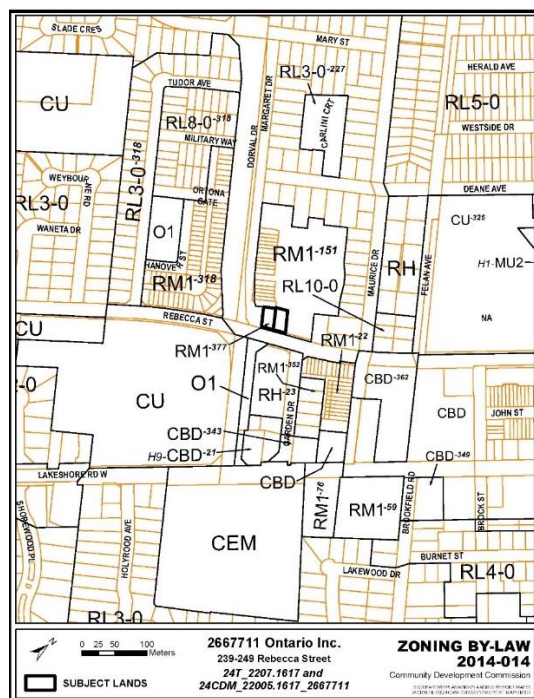 SLADE CRES
MARY ST
HERALD AVE
RL3-0-227
TUDOR AVE
CU
RL8-0-318
MARGARET DR
DORVAL DR
CARLINI CRT
RL5-0
WESTSIDE DR
MILITARY WAY
RL3-0-318
DEANE AVE
RL3-0
ORTONA GATE
CU-326
WANETA DR
O1
RM1-151
MAURICE DR
RH
FELAN AVE
H1-MU2
HANOVER ST
RM1-318
RL10-0
NA
REBECCA ST
CU
RM1-377
RM1-22
O1
RM1-352
CBD-362
RH-23
CU
CBD
GARDEN DR
JOHN ST
CBD-343
H9-CBD-21
CBD-349
LAKESHORE RD W
CBD
BROOKFIELD RD
BROCK ST
RM1-76
RM1-59
SHOREWOOD PL
HOLYROOD AVE
CEM
BURNET ST
LAKEWOOD DR
RL4-0
RL3-0
0 25 50 100
Meters
SUBJECT LANDS
2667711 Ontario Inc.
239-249 Rebecca Street
24T_2207.1617 and
24CDM_22005.1617_2667711
ZONING BY-LAW
2014-014
Community Development Commission